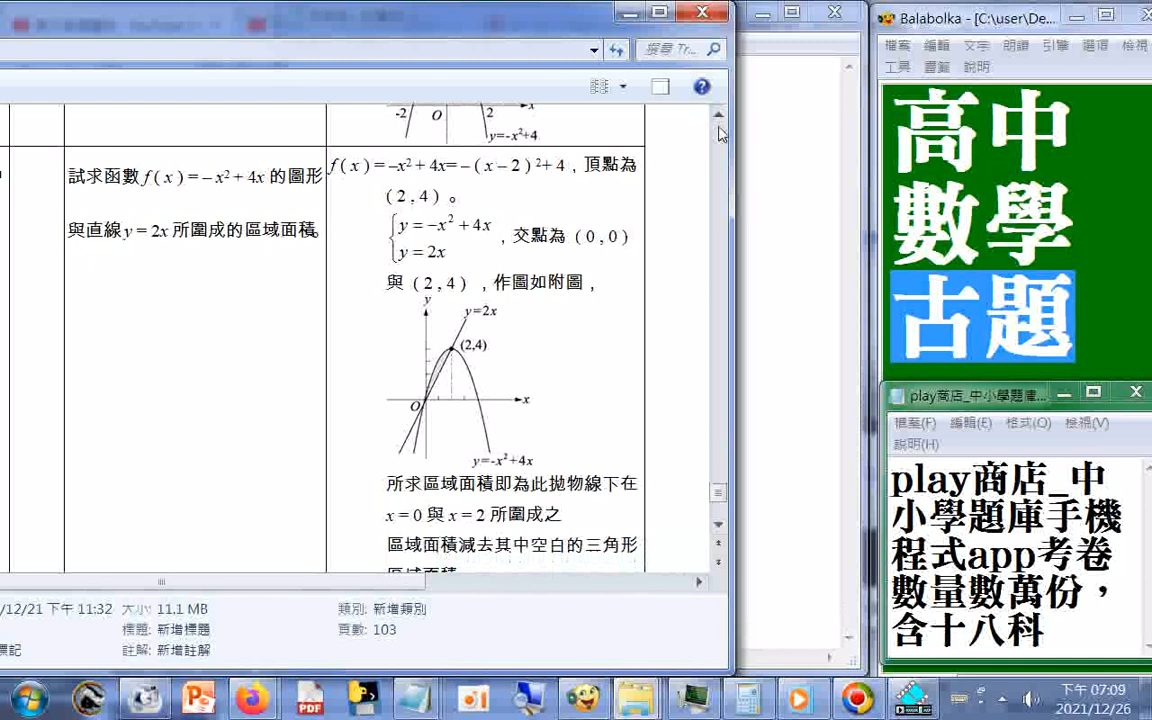 搜尋 Tr...
-2
O
2
x
y=-x²+4
試求函數 f ( x ) = – x² + 4x 的圖形
與直線 y = 2x 所圍成的區域面積。
f ( x ) = –x² + 4x= – ( x – 2 ) ²+ 4，頂點為
( 2 , 4 ) 。
y = –x² + 4x
y = 2x
，交點為 ( 0 , 0 )
與 ( 2 , 4 ) ，作圖如附圖，
y
y=2x
(2,4)
O
x
y=-x²+4x
所求區域面積即為此拋物線下在
x = 0 與 x = 2 所圍成之
區域面積減去其中空白的三角形
區域面積
/12/21 下午 11:32
大小: 11.1 MB
標題: 新增標題
註解: 新增註解
類別: 新增類別
頁數: 103
Balabolka - [C:\user\De...
檔案 編輯 文字 朗讀 引擎 選項 檢視
工具 書籤 說明
高中
數學
古題
play商店_中小學題庫...
檔案(F) 編輯(E) 格式(O) 檢視(V)
說明(H)
play商店_中
小學題庫手機
程式app考卷
數量數萬份，
含十八科
PDF
下午 07:09
2021/12/26